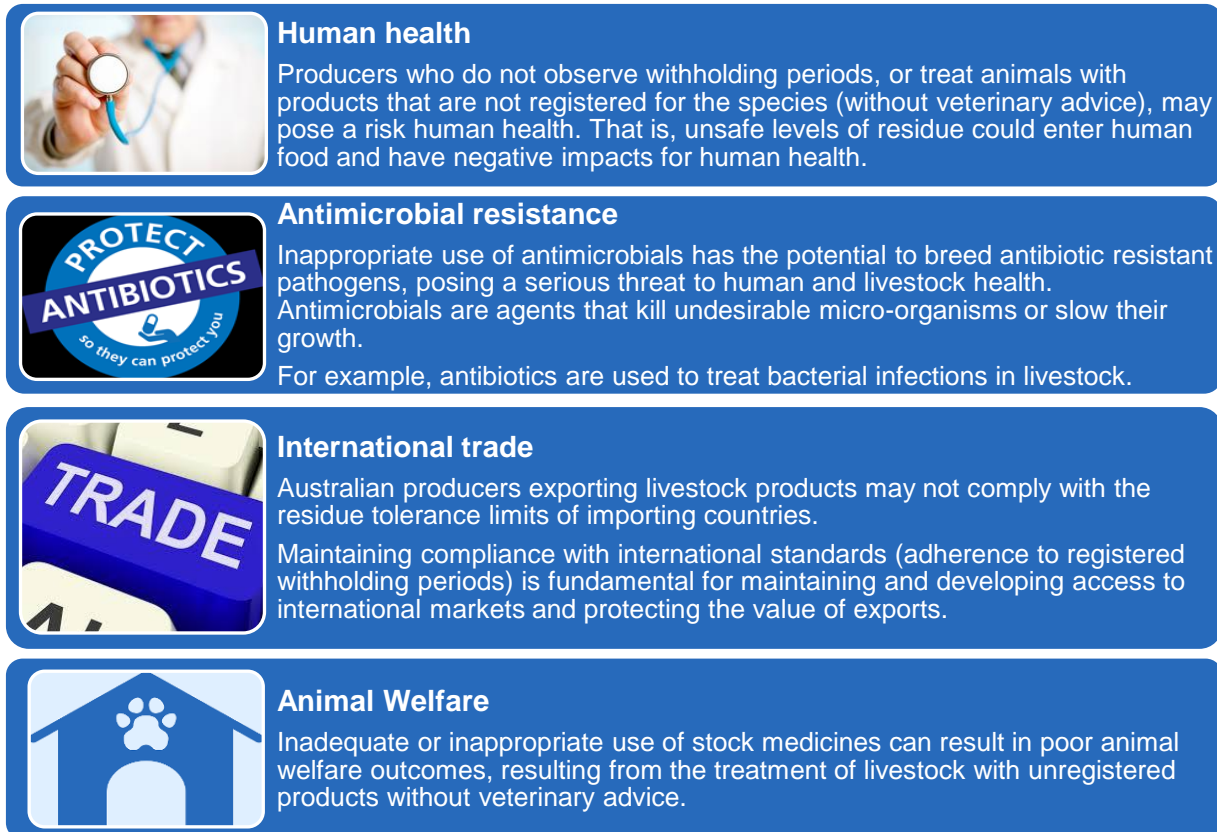 Human health
Producers who do not observe withholding periods, or treat animals with
products that are not registered for the species (without veterinary advice), may
pose a risk human health. That is, unsafe levels of residue could enter human
food and have negative impacts for human health.
PROTECT
ANTIBIOTICS
so they can protect you
Antimicrobial resistance
Inappropriate use of antimicrobials has the potential to breed antibiotic resistant
pathogens, posing a serious threat to human and livestock health.
Antimicrobials are agents that kill undesirable micro-organisms or slow their
growth.
For example, antibiotics are used to treat bacterial infections in livestock.
TRADE
International trade
Australian producers exporting livestock products may not comply with the
residue tolerance limits of importing countries.
Maintaining compliance with international standards (adherence to registered
withholding periods) is fundamental for maintaining and developing access to
international markets and protecting the value of exports.
Animal Welfare
Inadequate or inappropriate use of stock medicines can result in poor animal
welfare outcomes, resulting from the treatment of livestock with unregistered
products without veterinary advice.